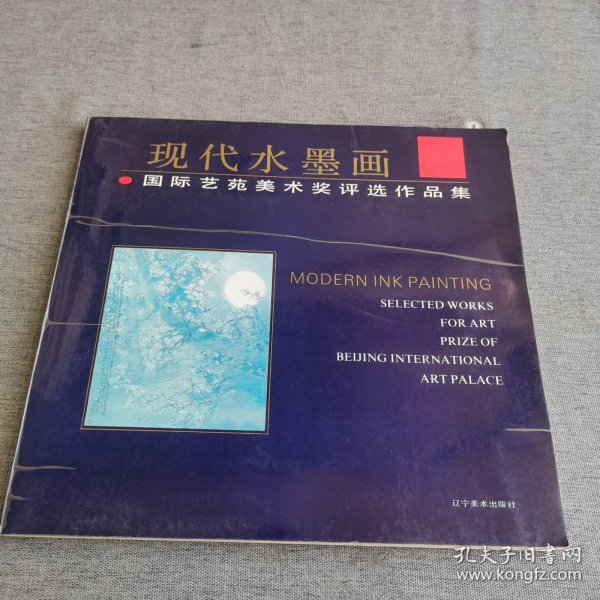 现代水墨画
国际艺苑美术奖评选作品集
MODERN INK PAINTING
SELECTED WORKS
FOR ART
PRIZE OF
BEIJING INTERNATIONAL
ART PALACE
辽宁美术出版社
孔夫子旧书网
www.kongfz.com